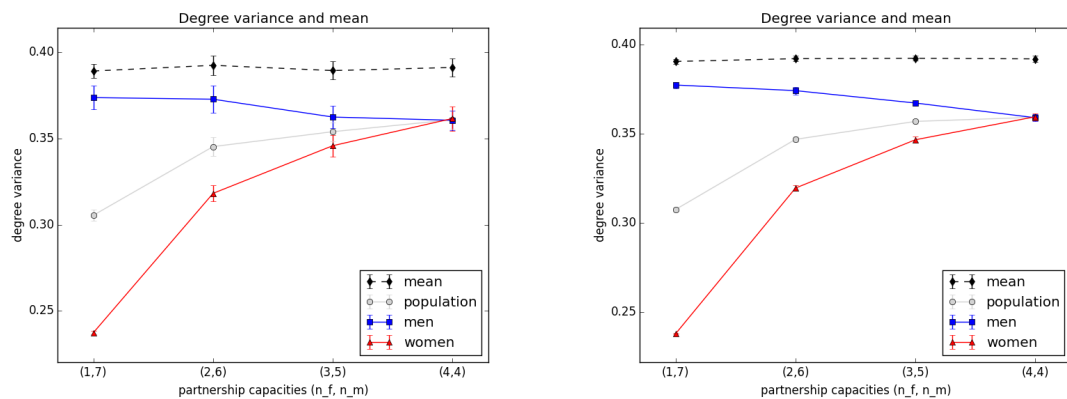 Degree variance and mean
degree variance
0.40
0.35
0.30
0.25
mean
population
men
women
(1,7) (2,6) (3,5) (4,4)
partnership capacities (n_f, n_m)
Degree variance and mean
degree variance
0.40
0.35
0.30
0.25
mean
population
men
women
(1,7) (2,6) (3,5) (4,4)
partnership capacities (n_f, n_m)